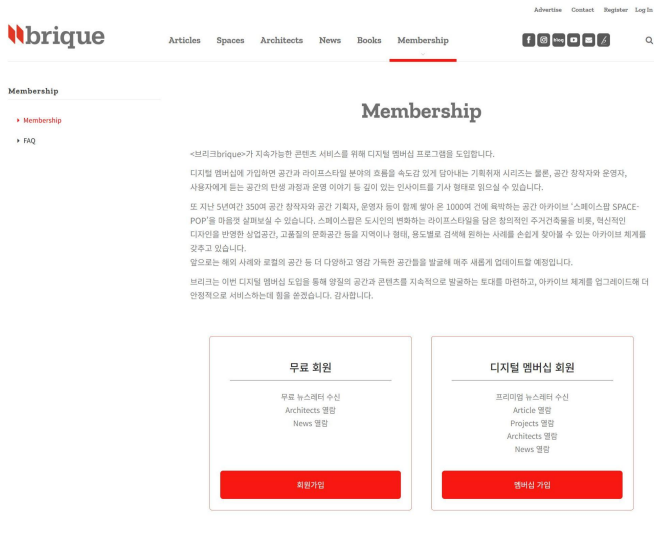 Advertise Contact Register Log In
brique
Articles Spaces Architects News Books Membership
blog
Membership
Membership
FAQ
Membership
<브리크brique>가 지속가능한 콘텐츠 서비스를 위해 디지털 멤버십 프로그램을 도입합니다.
디지털 멤버십에 가입하면 공간과 라이프스타일 분야의 흐름을 속도감 있게 담아내는 기획취재 시리즈는 물론, 공간 창작자와 운영자,
사용자에게 듣는 공간의 탄생 과정과 운영 이야기 등 깊이 있는 인사이트를 기사 형태로 읽으실 수 있습니다.
또 지난 5년여간 350여 공간 창작자와 공간 기획자, 운영자 등이 함께 쌓아 온 1000여 건에 육박하는 공간 아카이브 ‘스페이스팝 SPACE-
POP’을 마음껏 살펴보실 수 있습니다. 스페이스팝은 도시인의 변화하는 라이프스타일을 담은 창의적인 주거건축물을 비롯, 혁신적인
디자인을 반영한 상업공간, 고품질의 문화공간 등을 지역이나 형태, 용도별로 검색해 원하는 사례를 손쉽게 찾아볼 수 있는 아카이브 체계를
갖추고 있습니다.
앞으로는 해외 사례와 로컬의 공간 등 더 다양하고 영감 가득한 공간들을 발굴해 매주 새롭게 업데이트할 예정입니다.
브리크는 이번 디지털 멤버십 도입을 통해 양질의 공간과 콘텐츠를 지속적으로 발굴하는 토대를 마련하고, 아카이브 체계를 업그레이드해 더
안정적으로 서비스하는데 힘을 쏟겠습니다. 감사합니다.
무료 회원
무료 뉴스레터 수신
Architects 열람
News 열람
회원가입
디지털 멤버십 회원
프리미엄 뉴스레터 수신
Article 열람
Projects 열람
Architects 열람
News 열람
멤버십 가입